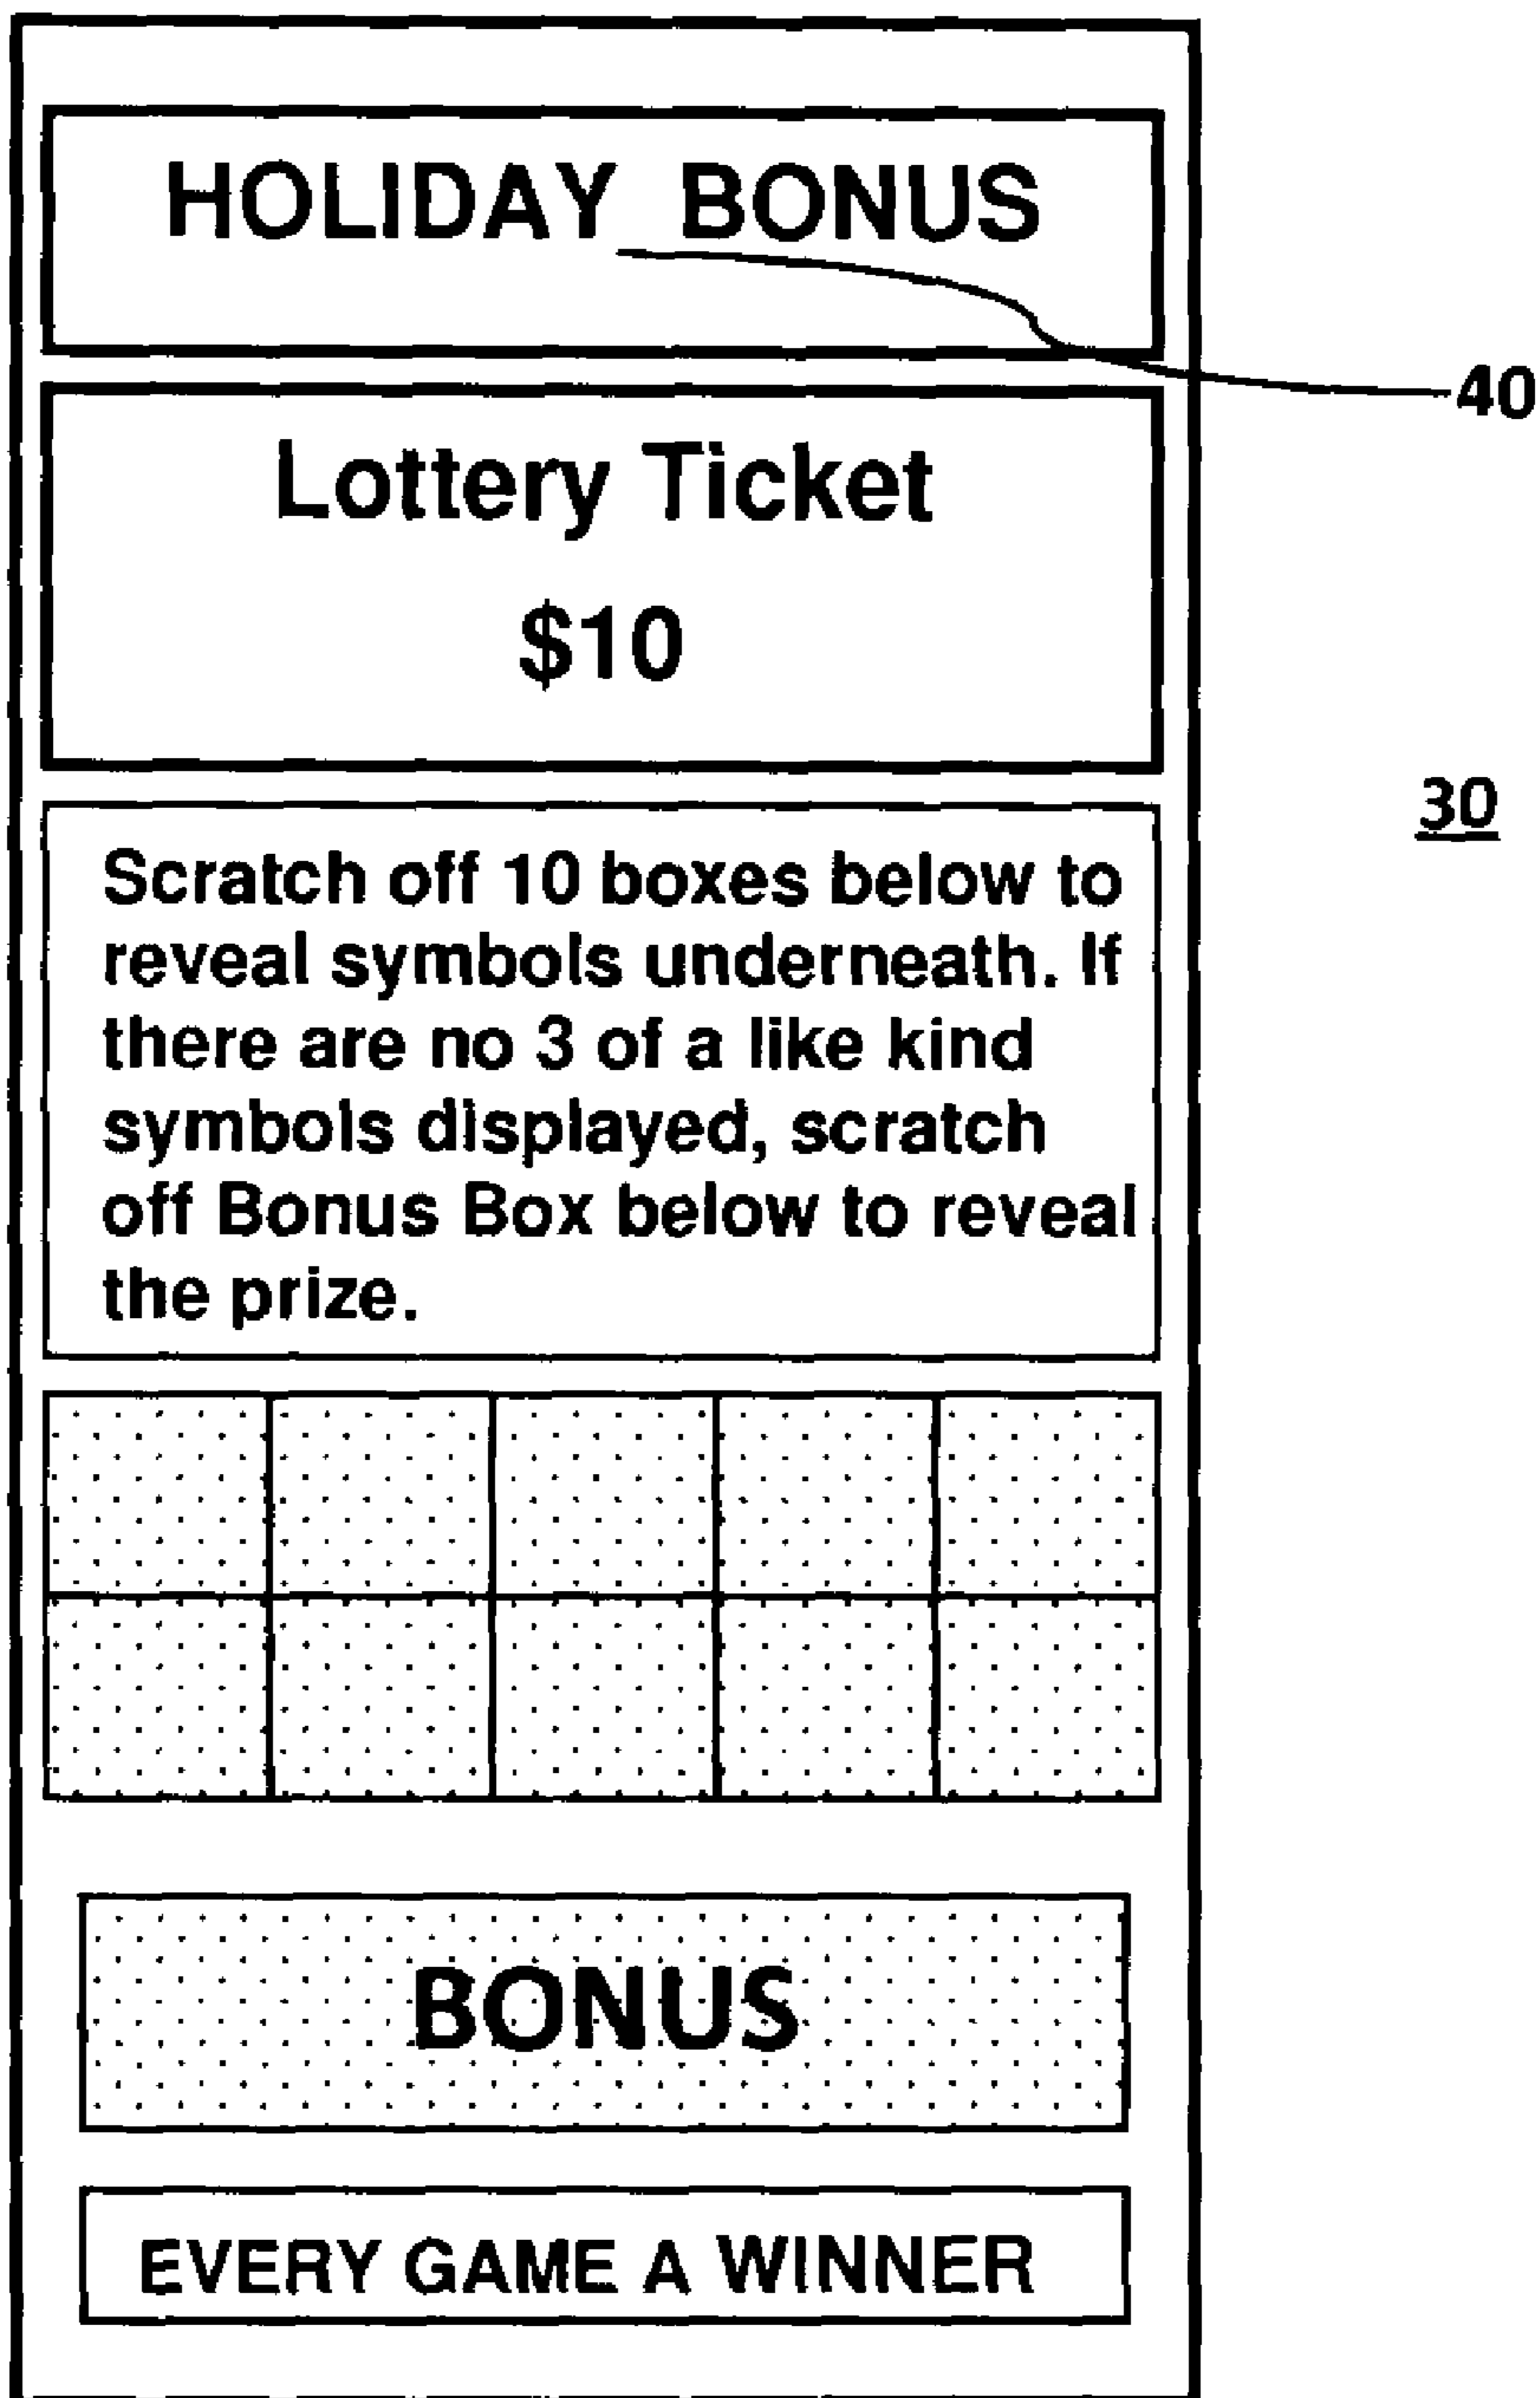 HOLIDAY BONUS
40
Lottery Ticket
$10
30
Scratch off 10 boxes below to
reveal symbols underneath. If
there are no 3 of a like kind
symbols displayed, scratch
off Bonus Box below to reveal
the prize.
BONUS
EVERY GAME A WINNER